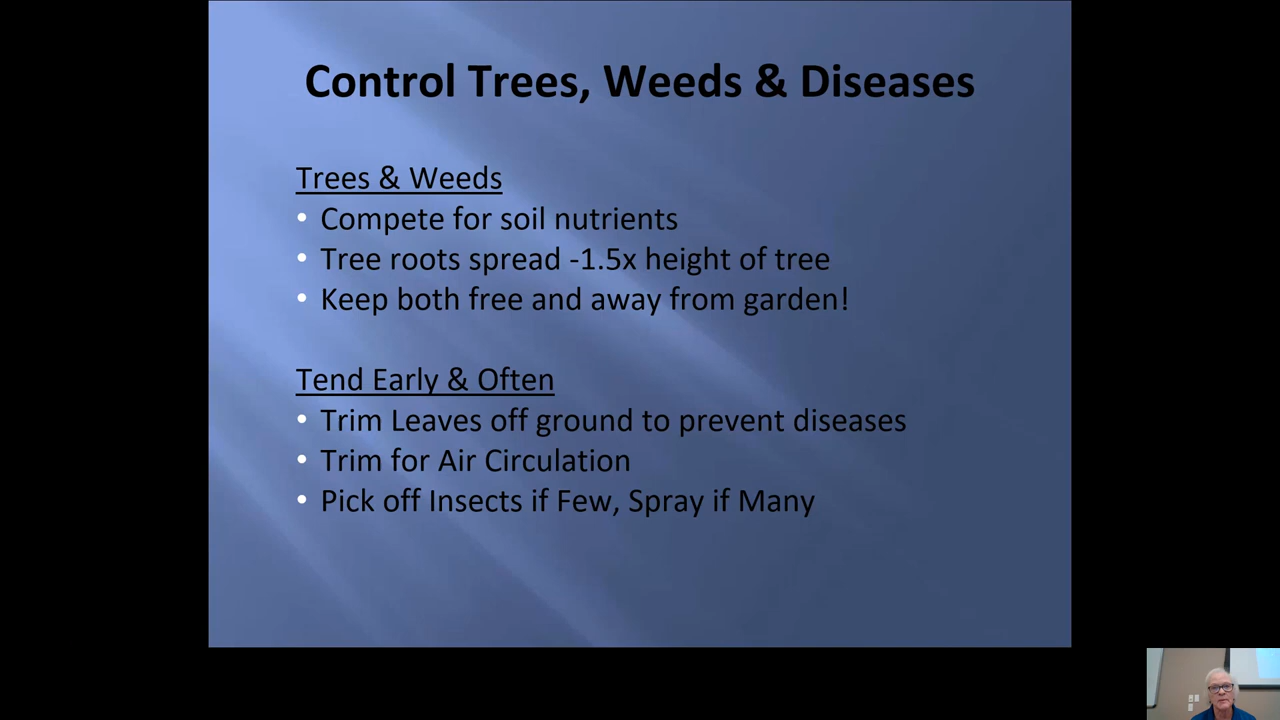 Control Trees, Weeds & Diseases
Trees & Weeds
• Compete for soil nutrients
• Tree roots spread -1.5x height of tree
• Keep both free and away from garden!
Tend Early & Often
• Trim Leaves off ground to prevent diseases
• Trim for Air Circulation
• Pick off Insects if Few, Spray if Many